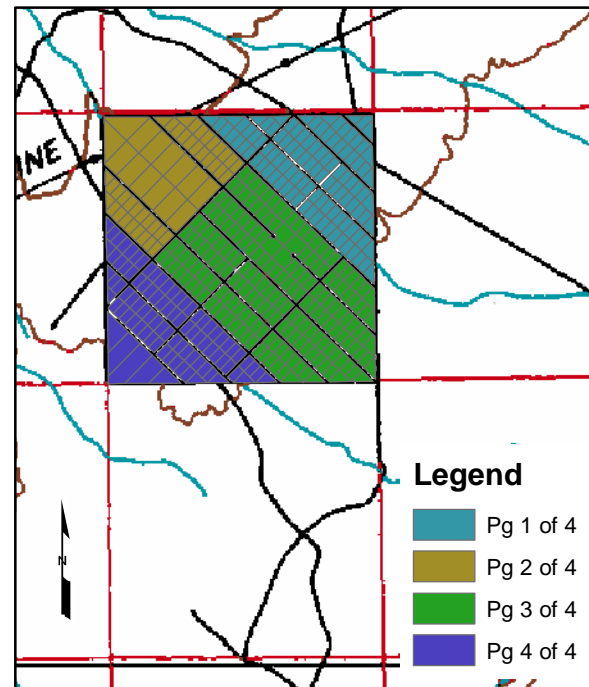 INE
N
Legend
Pg 1 of 4
Pg 2 of 4
Pg 3 of 4
Pg 4 of 4